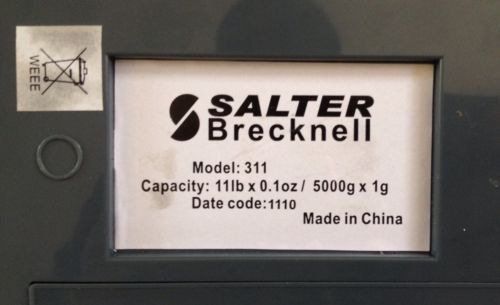 WEEE
SALTER
Brecknell
Model: 311
Capacity: 11lb x 0.1oz / 5000g x 1g
Date code:1110
Made in China